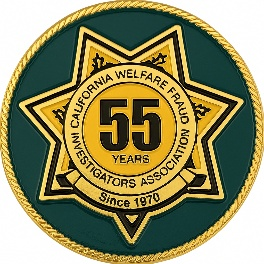 CALIFORNIA WELFARE FRAUD
55
YEARS
INVESTIGATORS ASSOCIATION
Since 1970